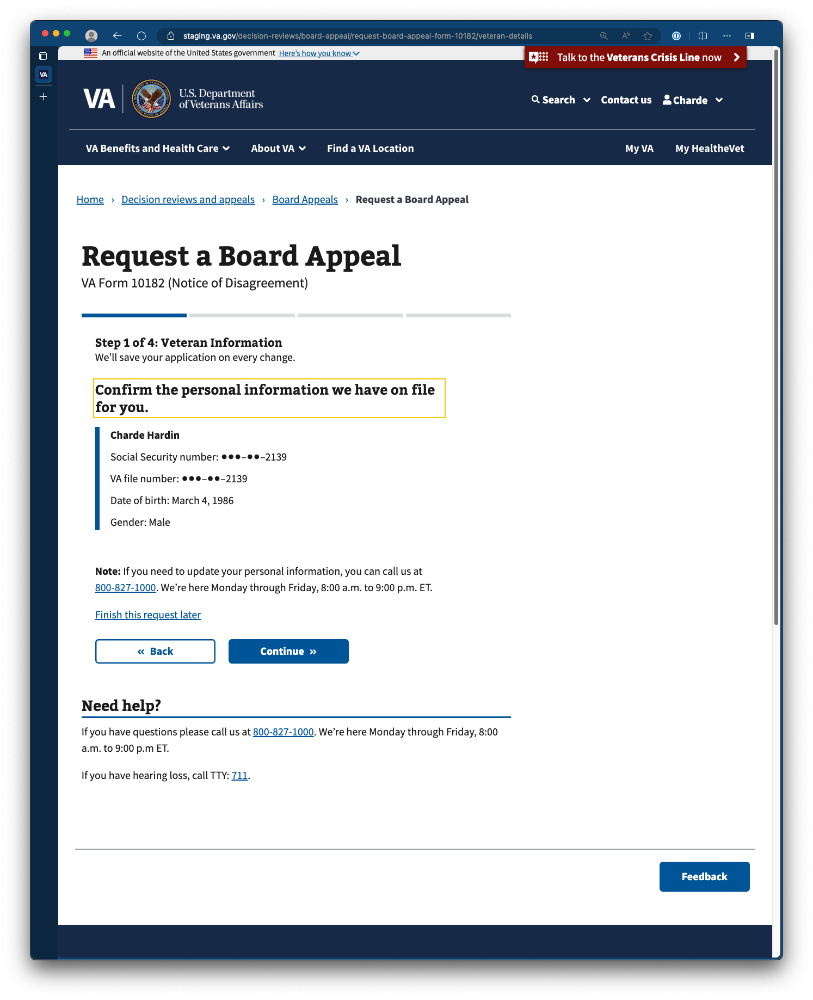 staging.va.gov/decision-reviews/board-appeal/request-board-appeal-form-10182/veteran-details
VA
An official website of the United States government Here's how you know
Talk to the Veterans Crisis Line now
VA
U.S. Department
of Veterans Affairs
Search
Contact us
Charde
VA Benefits and Health Care
About VA
Find a VA Location
My VA
My HealtheVet
Home › Decision reviews and appeals › Board Appeals › Request a Board Appeal
Request a Board Appeal
VA Form 10182 (Notice of Disagreement)
Step 1 of 4: Veteran Information
We’ll save your application on every change.
Confirm the personal information we have on file
for you.
Charde Hardin
Social Security number: ●●●–●●–2139
VA file number: ●●●–●●–2139
Date of birth: March 4, 1986
Gender: Male
Note: If you need to update your personal information, you can call us at
800-827-1000. We’re here Monday through Friday, 8:00 a.m. to 9:00 p.m. ET.
Finish this request later
« Back
Continue »
Need help?
If you have questions please call us at 800-827-1000. We’re here Monday through Friday, 8:00
a.m. to 9:00 p.m ET.
If you have hearing loss, call TTY: 711.
Feedback